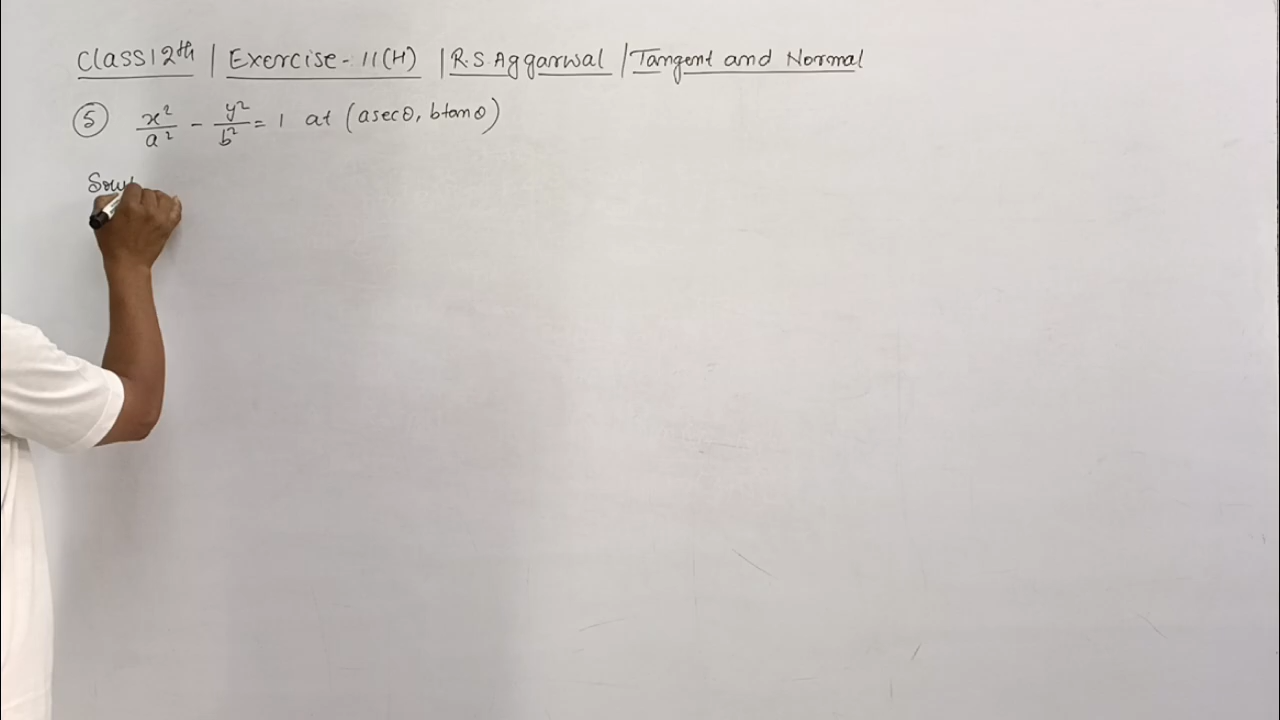 Class 12th | Exercise - 11(H) | R.S. Aggarwal | Tangent and Normal
⑤ x²/a² - y²/b² = 1 at (a secθ, b tanθ)